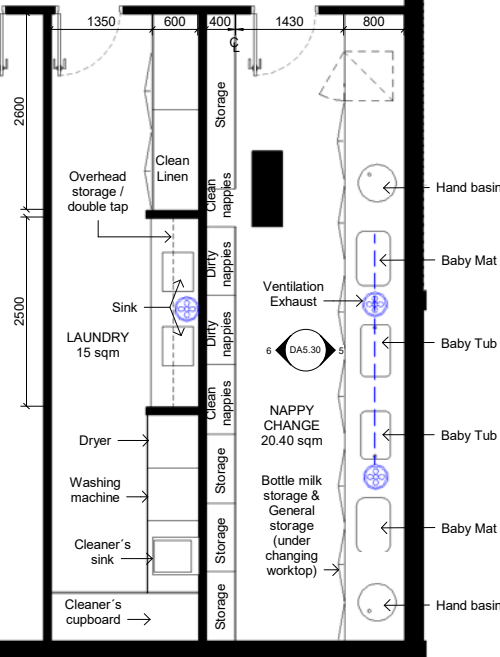 1350
600
400
1430
800
℄
2600
Storage
Clean
Linen
Overhead
storage /
double tap
Clean
nappies
Hand basin
Dirty
nappies
Baby Mat
Ventilation
Exhaust
2500
Sink
Dirty
nappies
LAUNDRY
15 sqm
6
DA5.30
5
Baby Tub
Clean
nappies
NAPPY
CHANGE
20.40 sqm
Baby Tub
Dryer
Washing
machine
Storage
Bottle milk
storage &
General
storage
(under
changing
worktop)
Baby Mat
Cleaner´s
sink
Storage
Cleaner´s
cupboard
Storage
Hand basin